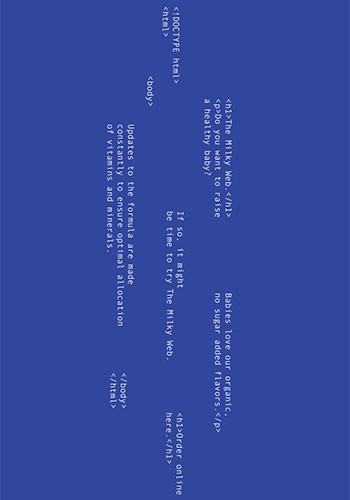 <!DOCTYPE html>
<html>
<body>
<h1>The Milky Web.</h1>
<p>Do you want to raise
a healthy baby?
If so, it might
be time to try The Milky Web.
Updates to the formula are made
constantly to ensure optimal allocation
of vitamins and minerals.
Babies love our organic,
no sugar added flavors.</p>
<h1>Order online
here.</h1>
</body>
</html>